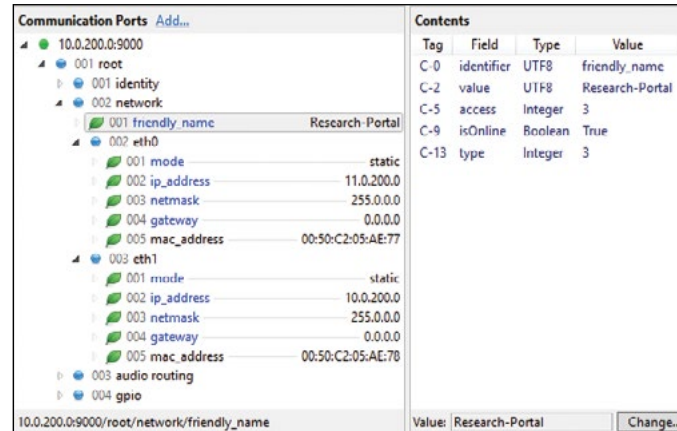 Communication Ports Add...
10.0.200.0:9000
001 root
001 identity
002 network
001 friendly_name Research-Portal
002 eth0
001 mode static
002 ip_address 11.0.200.0
003 netmask 255.0.0.0
004 gateway 0.0.0.0
005 mac_address 00:50:C2:05:AE:77
003 eth1
001 mode static
002 ip_address 10.0.200.0
003 netmask 255.0.0.0
004 gateway 0.0.0.0
005 mac_address 00:50:C2:05:AE:78
003 audio routing
004 gpio
10.0.200.0:9000/root/network/friendly_name
Contents
Tag Field Type Value
C-0 identifier UTF8 friendly_name
C-2 value UTF8 Research-Portal
C-5 access Integer 3
C-9 isOnline Boolean True
C-13 type Integer 3
Value: Research-Portal Change...